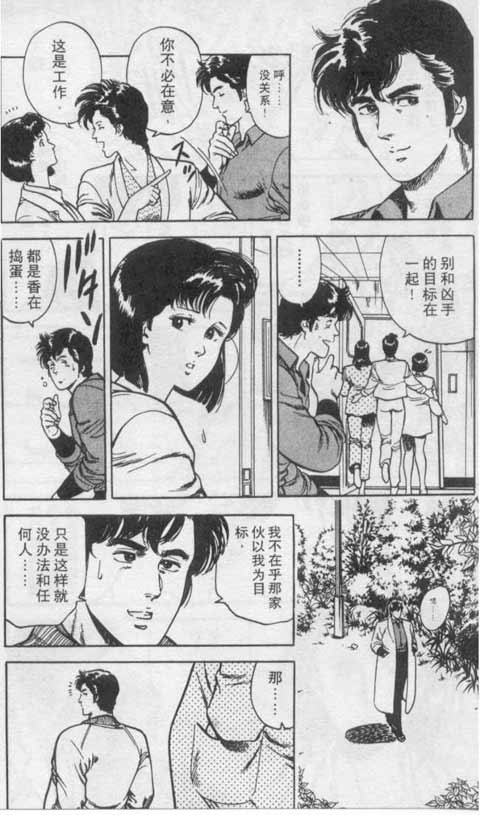 呼……
没关系！
你不必在意，
这是工作。
别和凶手
的目标在
一起！
…………
都是香在
捣蛋……
我不在乎那家
伙以我为目
标，
只是这样就
没办法和任
何人……
那……